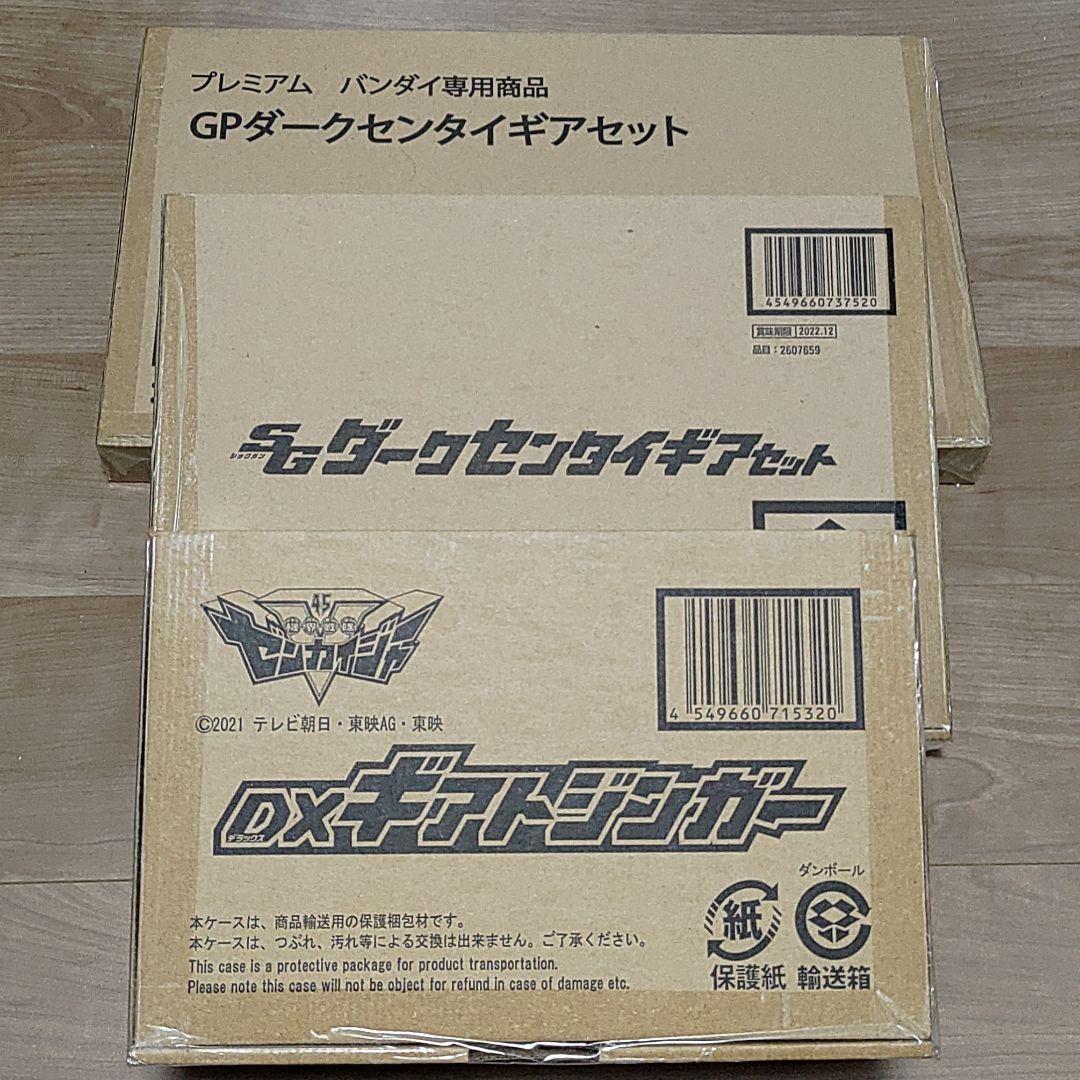 プレミアム　バンダイ専用商品
GPダークセンタイギアセット
4549660737520
賞味期限 2022.12
品目：2607659
SGダークセンタイギアセット
ショクガン
45
機界戦隊
ゼンカイジャー
4 549660 715320
©2021 テレビ朝日・東映AG・東映
DXギアトジンガー
デラックス
ダンボール
紙
本ケースは、商品輸送用の保護梱包材です。
本ケースは、つぶれ、汚れ等による交換は出来ません。ご了承ください。
This case is a protective package for product transportation.
Please note this case will not be object for refund in case of damage etc.
保護紙 輸送箱